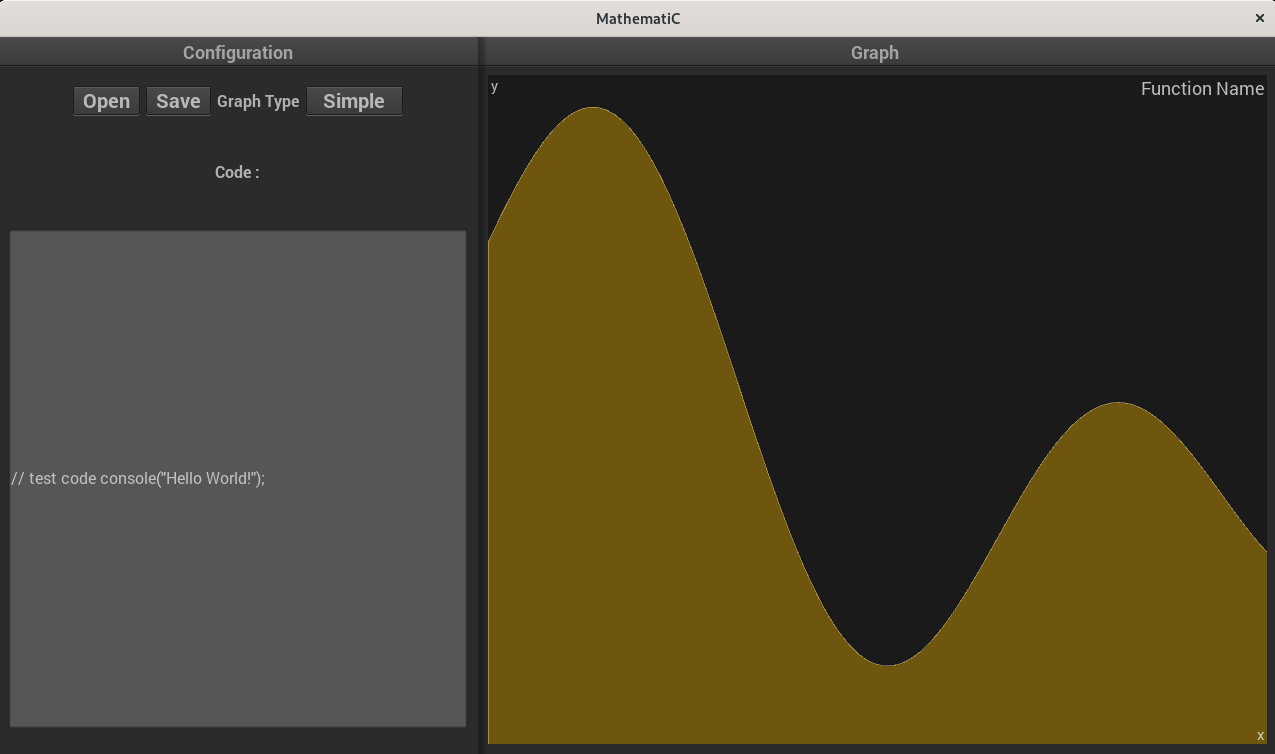 MathematiC
×
Configuration
Graph
Open Save Graph Type Simple
Code :
// test code console("Hello World!");
y
Function Name
x